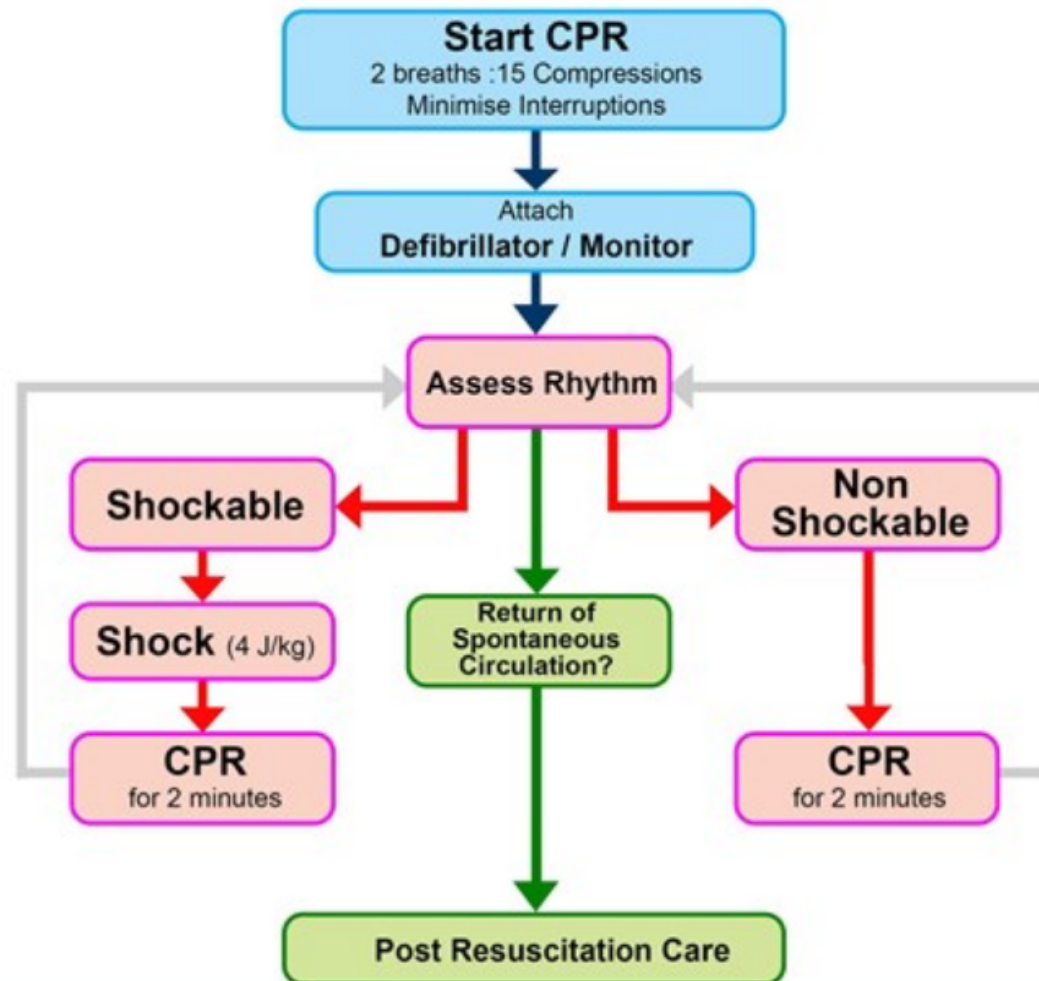 Start CPR
2 breaths :15 Compressions
Minimise Interruptions
Attach
Defibrillator / Monitor
Assess Rhythm
Shockable
Non
Shockable
Shock (4 J/kg)
Return of
Spontaneous
Circulation?
CPR
for 2 minutes
CPR
for 2 minutes
Post Resuscitation Care